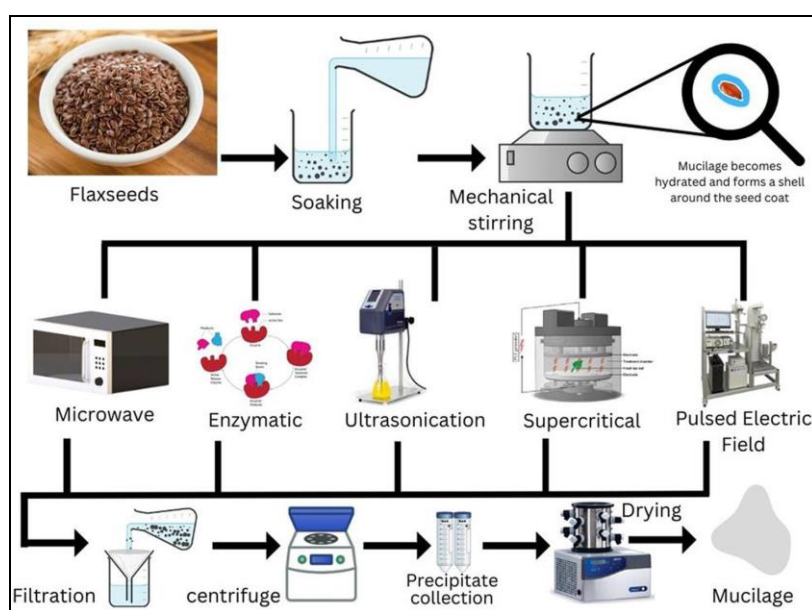 Flaxseeds
Soaking
Mechanical
stirring
Mucilage becomes
hydrated and forms a shell
around the seed coat
Microwave
Enzymatic
Ultrasonication
Supercritical
Pulsed Electric
Field
Filtration
centrifuge
Precipitate
collection
Drying
Mucilage